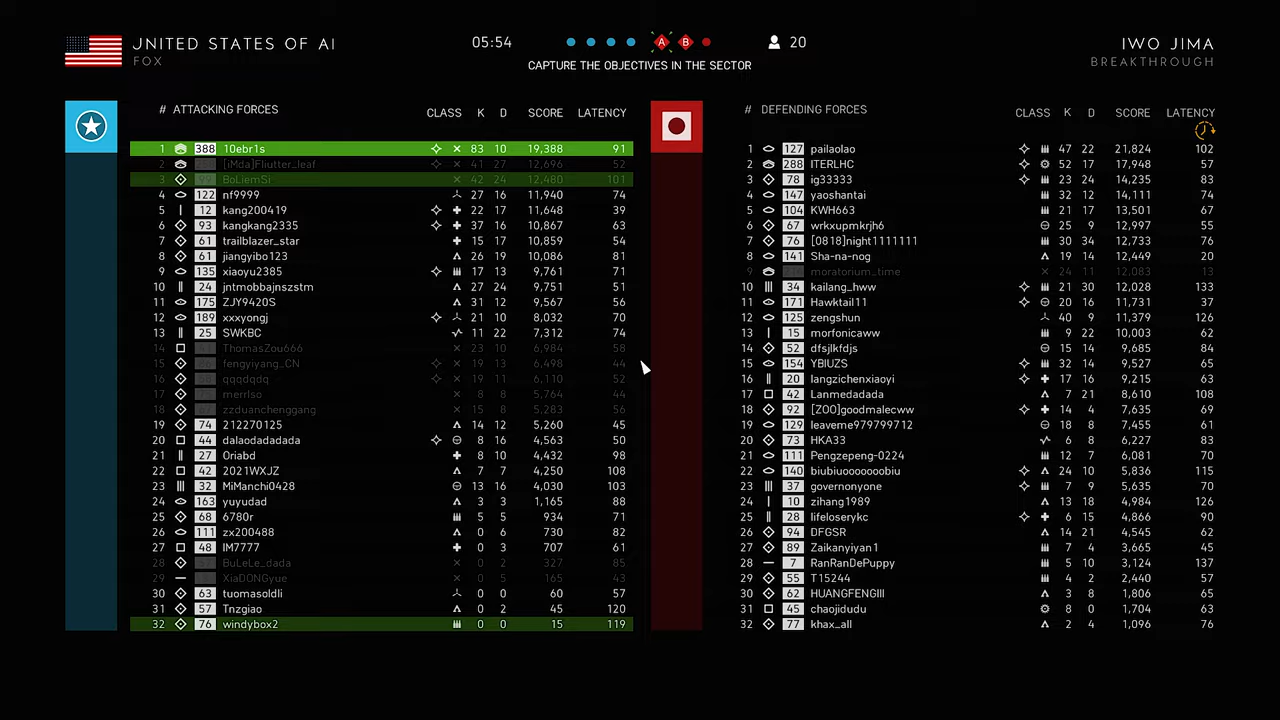 JNITED STATES OF AI
FOX
05:54
A B
20
CAPTURE THE OBJECTIVES IN THE SECTOR
IWO JIMA
BREAKTHROUGH
# ATTACKING FORCES CLASS K D SCORE LATENCY
1 388 10ebr1s 83 10 19,388 91
2 [iMda]Fliutter_leaf 41 27 12,696 52
3 99 BoLiemSi 42 24 12,480 101
4 122 nf9999 27 16 11,940 74
5 12 kang200419 22 17 11,648 39
6 93 kangkang2335 37 16 10,867 63
7 61 trailblazer_star 15 17 10,859 54
8 61 jiangyibo123 26 19 10,086 81
9 135 xiaoyu2385 17 13 9,761 71
10 24 jntmobbajnszstm 27 24 9,751 51
11 175 ZJY9420S 31 12 9,567 56
12 189 xxxyongj 21 10 8,032 70
13 25 SWKBC 11 22 7,312 74
14 ThomasZou666 23 10 6,984 58
15 fengyiyang_CN 19 13 6,498 44
16 qqqdqdq 19 11 6,110 52
17 merrlso 8 8 5,764 44
18 zzduanchenggang 15 8 5,283 56
19 74 212270125 14 12 5,260 45
20 44 dalaodadadada 8 16 4,563 50
21 27 Oriabd 8 10 4,432 98
22 42 2021WXJZ 7 7 4,250 108
23 32 MiManchi0428 13 16 4,030 103
24 163 yuyudad 3 3 1,165 88
25 68 6780r 5 5 934 71
26 111 zx200488 0 6 730 82
27 48 IM7777 0 3 707 61
28 BuLeLe_dada 0 2 327 85
29 XiaDONGyue 0 5 165 43
30 63 tuomasoldli 0 0 60 57
31 57 Tnzgiao 0 2 45 120
32 76 windybox2 0 0 15 119
# DEFENDING FORCES CLASS K D SCORE LATENCY
1 127 pailaolao 47 22 21,824 102
2 288 ITERLHC 52 17 17,948 57
3 78 ig33333 23 24 14,235 83
4 147 yaoshantai 32 12 14,111 74
5 104 KWH663 21 17 13,501 67
6 67 wrkxupmkrjh6 25 9 12,997 55
7 76 [0818]night1111111 30 34 12,733 76
8 141 Sha-na-nog 19 14 12,449 20
9 moratorium_time 24 11 12,083 13
10 34 kailang_hww 21 30 12,028 133
11 171 Hawktail11 20 16 11,731 37
12 125 zengshun 40 9 11,379 126
13 15 morfonicaww 9 22 10,003 62
14 52 dfsjlkfdjs 15 14 9,685 84
15 154 YBIUZS 32 14 9,527 65
16 20 langzichenxiaoyi 17 16 9,215 63
17 42 Lanmedadada 7 21 8,610 108
18 92 [ZOO]goodmalecww 14 4 7,635 69
19 129 leaveme979799712 18 8 7,455 61
20 73 HKA33 6 8 6,227 83
21 111 Pengzepeng-0224 12 7 6,081 70
22 140 biubiuooooooobiu 24 10 5,836 115
23 37 governonyone 7 9 5,635 70
24 10 zihang1989 13 18 4,984 126
25 28 lifeloserykc 6 15 4,866 90
26 94 DFGSR 14 21 4,545 62
27 89 Zaikanyiyan1 7 4 3,665 45
28 7 RanRanDePuppy 5 10 3,124 137
29 55 T15244 4 2 2,440 57
30 62 HUANGFENGIII 3 8 1,806 65
31 45 chaojidudu 8 0 1,704 63
32 77 khax_all 2 4 1,096 76